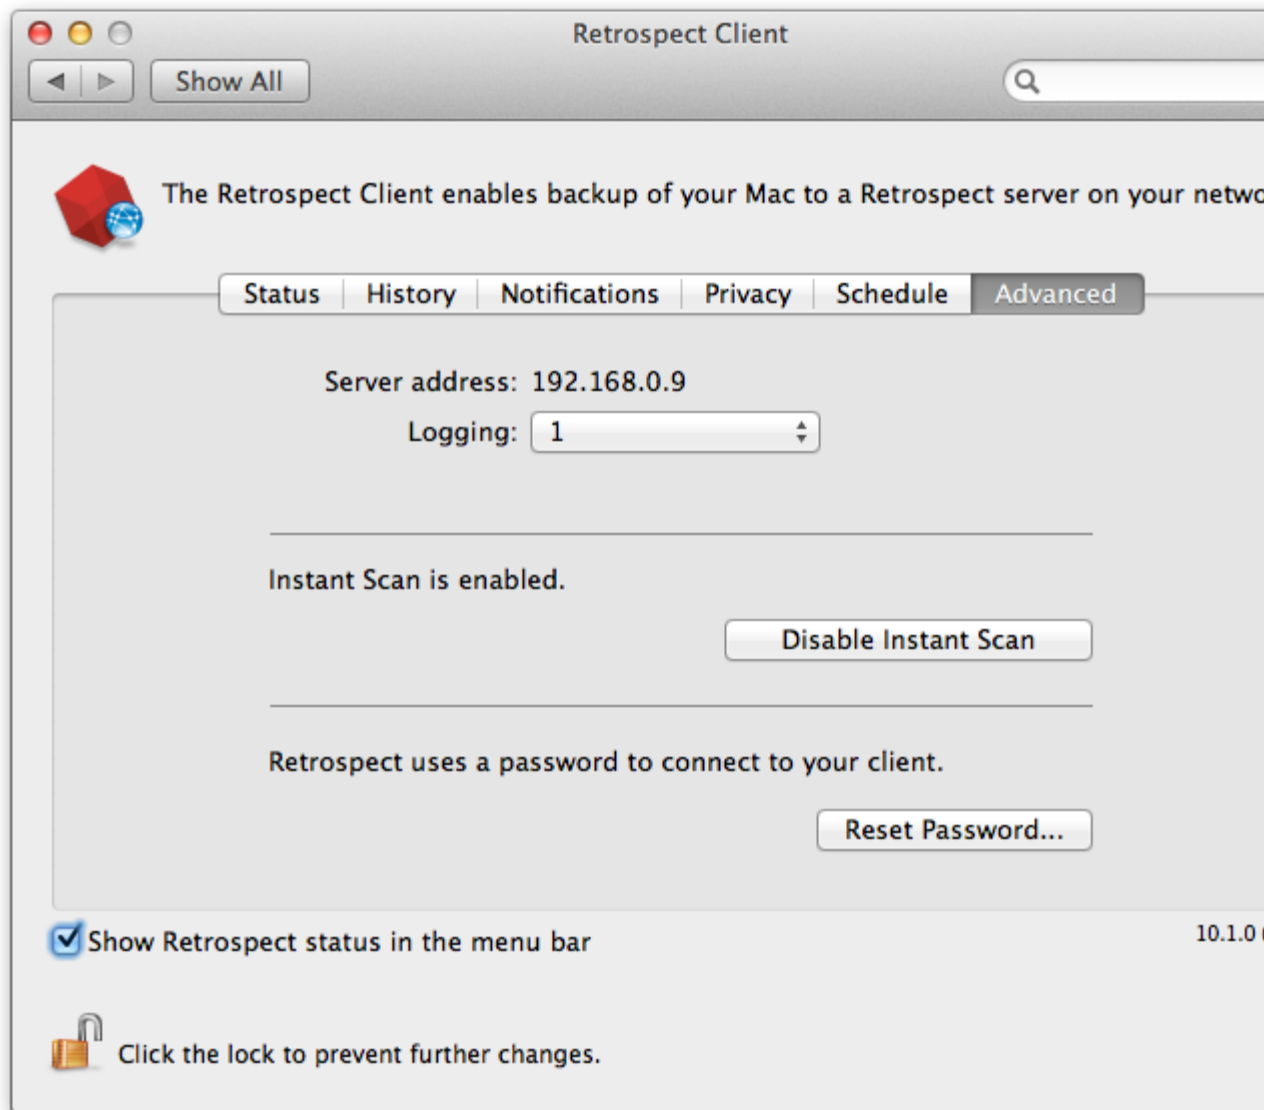 Retrospect Client
Show All
The Retrospect Client enables backup of your Mac to a Retrospect server on your netwo
Status History Notifications Privacy Schedule Advanced
Server address: 192.168.0.9
Logging: 1
Instant Scan is enabled.
Disable Instant Scan
Retrospect uses a password to connect to your client.
Reset Password...
Show Retrospect status in the menu bar
10.1.0 (
Click the lock to prevent further changes.